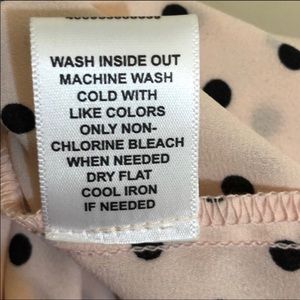 WASH INSIDE OUT
MACHINE WASH
COLD WITH
LIKE COLORS
ONLY NON-
CHLORINE BLEACH
WHEN NEEDED
DRY FLAT
COOL IRON
IF NEEDED